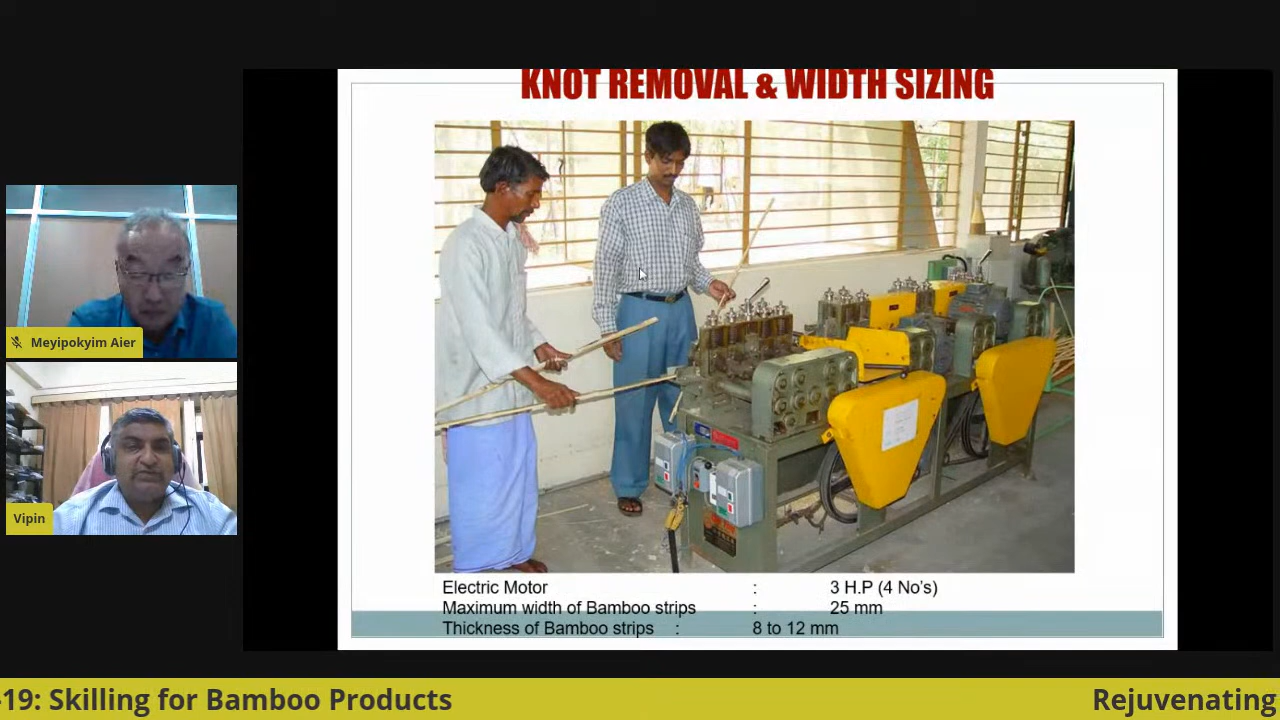 KNOT REMOVAL & WIDTH SIZING
Meyipokyim Aier
Vipin
Electric Motor : 3 H.P (4 No's)
Maximum width of Bamboo strips : 25 mm
Thickness of Bamboo strips : 8 to 12 mm
-19: Skilling for Bamboo Products
Rejuvenating